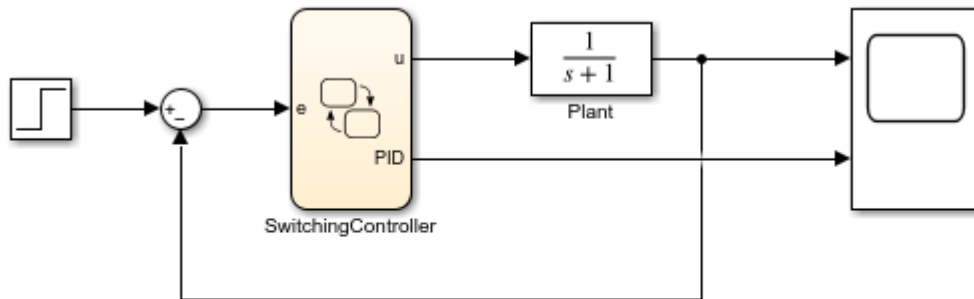 u
1
s + 1
+
−
e
Plant
PID
SwitchingController